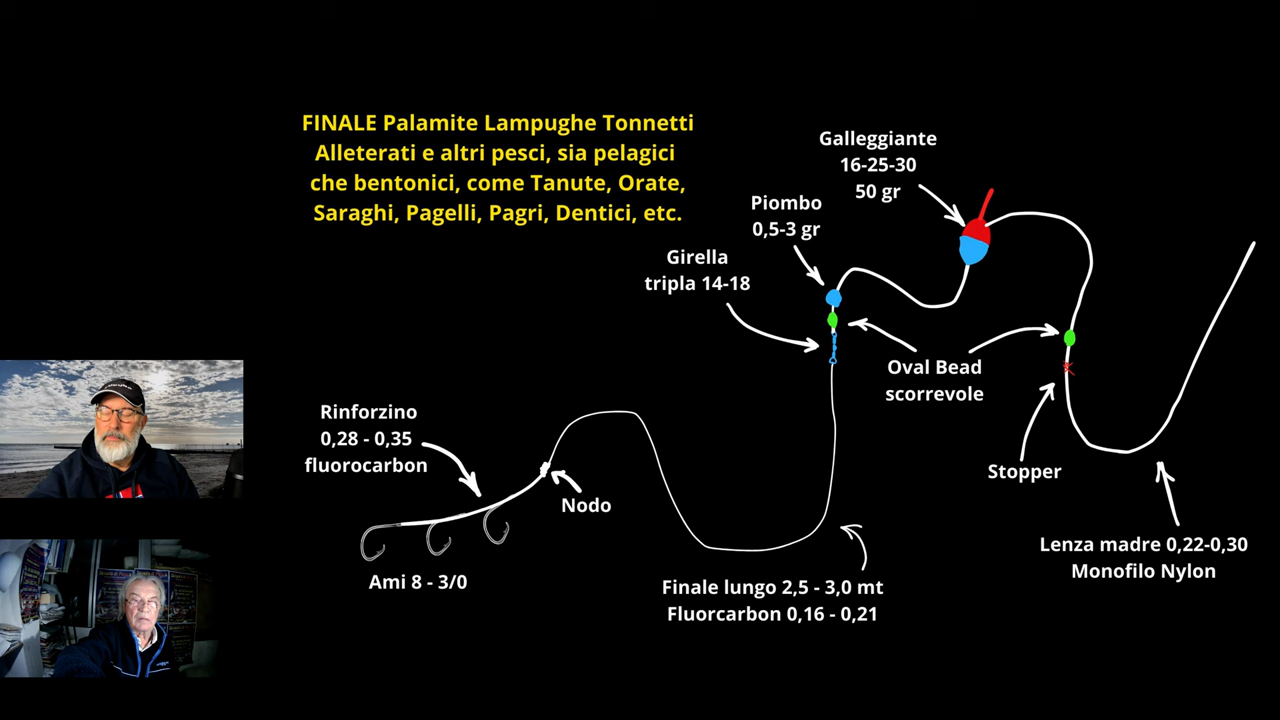 FINALE Palamite Lampughe Tonnetti
Alleterati e altri pesci, sia pelagici
che bentonici, come Tanute, Orate,
Saraghi, Pagelli, Pagri, Dentici, etc.
Galleggiante
16-25-30
50 gr
Piombo
0,5-3 gr
Girella
tripla 14-18
Oval Bead
scorrevole
Rinforzino
0,28 - 0,35
fluorocarbon
Nodo
Stopper
Ami 8 - 3/0
Finale lungo 2,5 - 3,0 mt
Fluorcarbon 0,16 - 0,21
Lenza madre 0,22-0,30
Monofilo Nylon